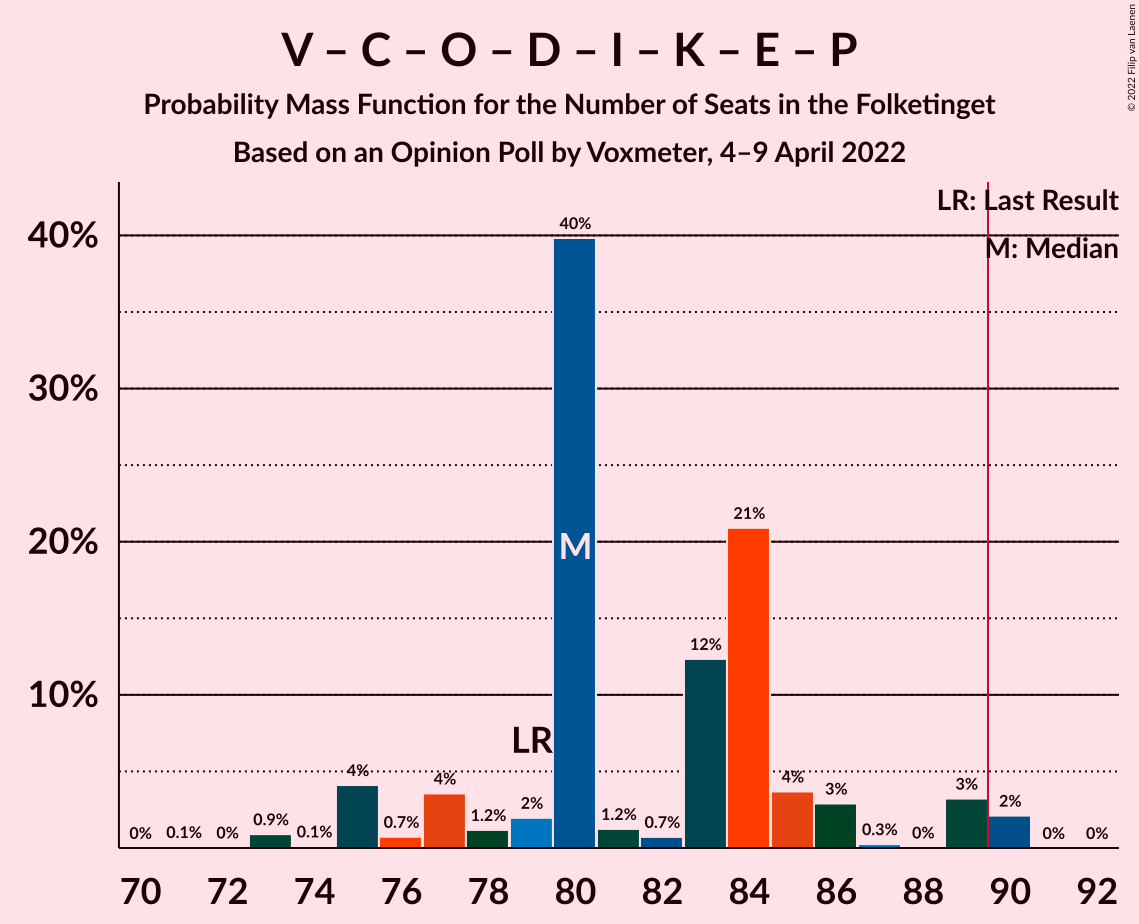 V – C – O – D – I – K – E – P
Probability Mass Function for the Number of Seats in the Folketinget
Based on an Opinion Poll by Voxmeter, 4–9 April 2022
© 2022 Filip van Laenen
LR: Last Result
M: Median
40%
30%
20%
10%
0% 0.1% 0% 0.9% 0.1% 4% 0.7% 4% 1.2% 2% 40% 1.2% 0.7% 12% 21% 4% 3% 0.3% 0% 3% 2% 0% 0%
LR
M
70 72 74 76 78 80 82 84 86 88 90 92